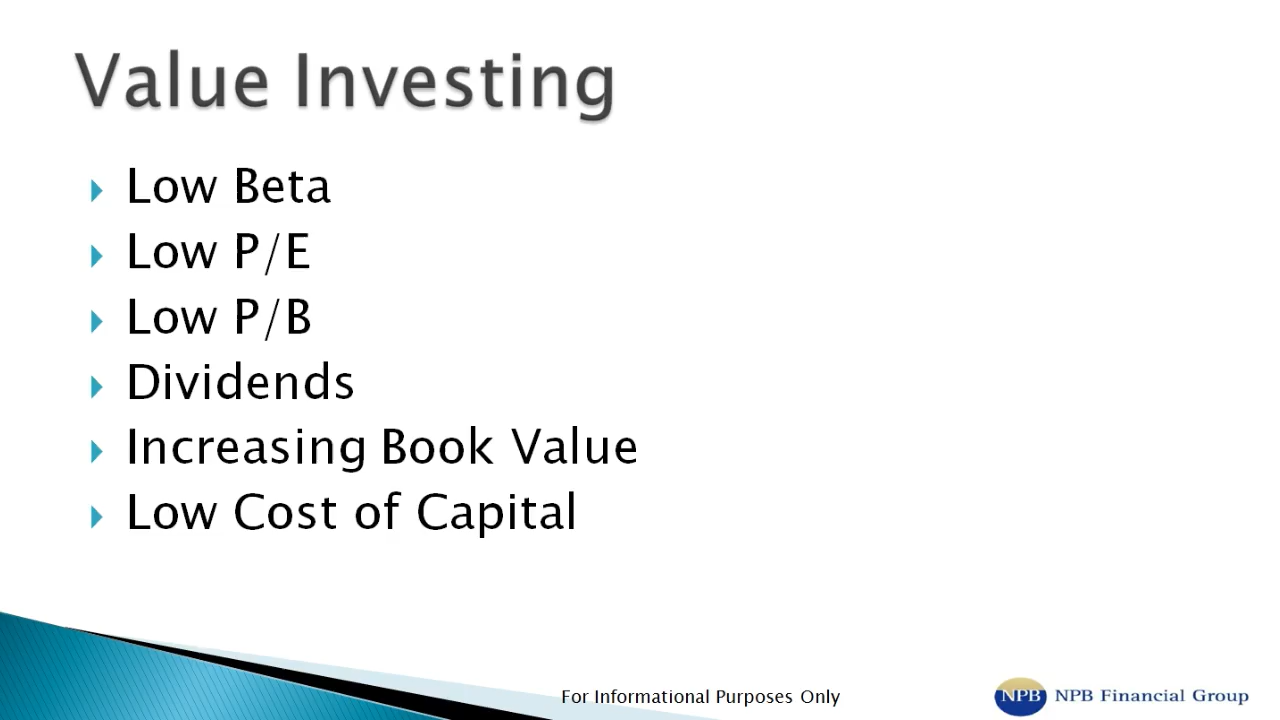 Value Investing
Low Beta
Low P/E
Low P/B
Dividends
Increasing Book Value
Low Cost of Capital
For Informational Purposes Only
NPB NPB Financial Group